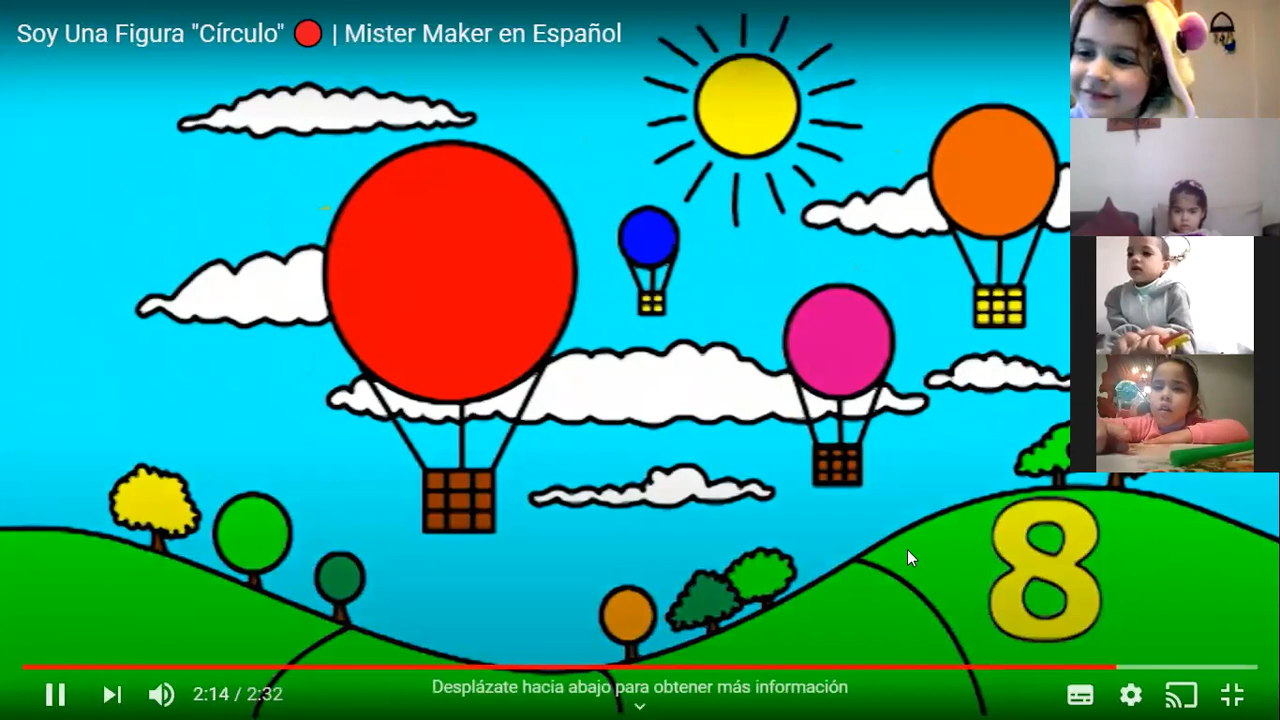 Soy Una Figura "Círculo" 🔴 | Mister Maker en Español
8
2:14 / 2:32
Desplázate hacia abajo para obtener más información